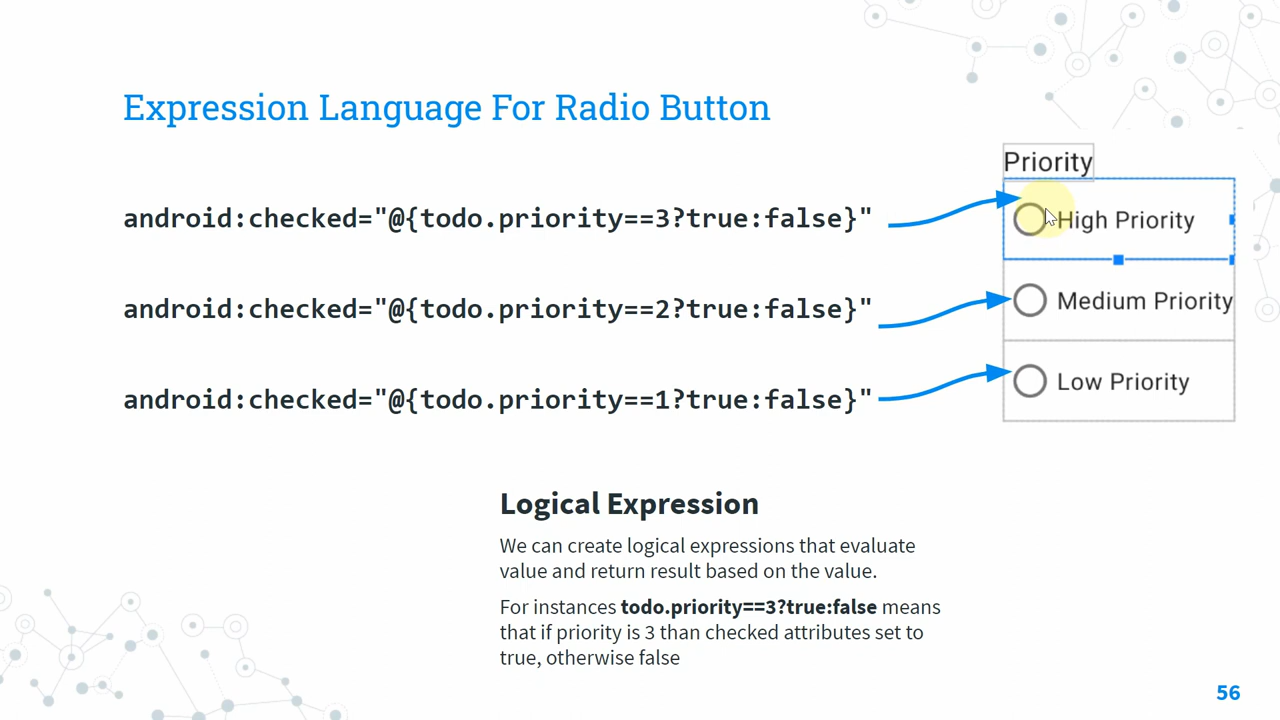 Expression Language For Radio Button
Priority
android:checked="@{todo.priority==3?true:false}"
High Priority
android:checked="@{todo.priority==2?true:false}"
Medium Priority
android:checked="@{todo.priority==1?true:false}"
Low Priority
Logical Expression
We can create logical expressions that evaluate
value and return result based on the value.
For instances todo.priority==3?true:false means
that if priority is 3 than checked attributes set to
true, otherwise false
56